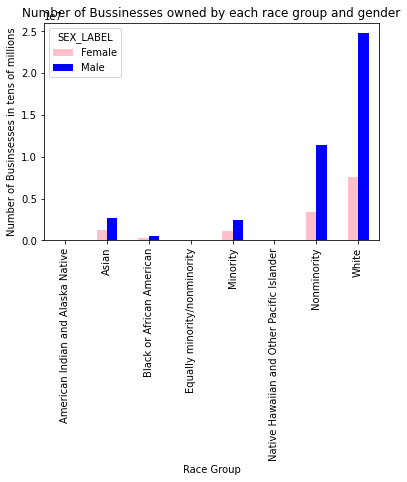 Number of Bussinesses owned by each race group and gender
1e7
SEX_LABEL
Female
Male
Number of Businsesses in tens of millions
2.5
2.0
1.5
1.0
0.5
0.0
American Indian and Alaska Native
Asian
Black or African American
Equally minority/nonminority
Minority
Native Hawaiian and Other Pacific Islander
Nonminority
White
Race Group